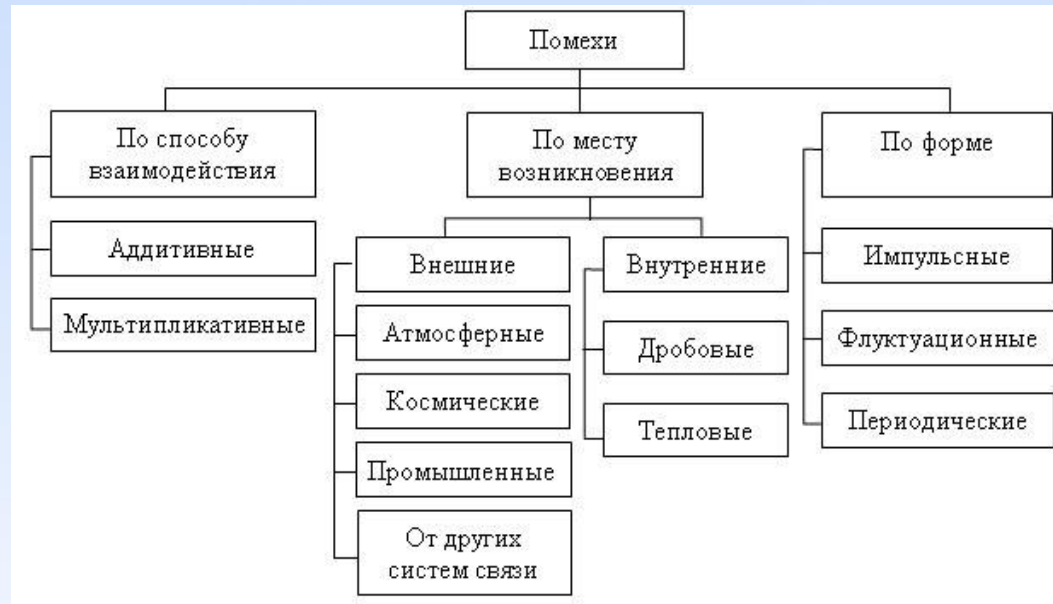 Помехи
По способу
взаимодействия
Аддитивные
Мультипликативные
По месту
возникновения
Внешние
Атмосферные
Космические
Промышленные
От других
систем связи
Внутренние
Дробовые
Тепловые
По форме
Импульсные
Флуктуационные
Периодические